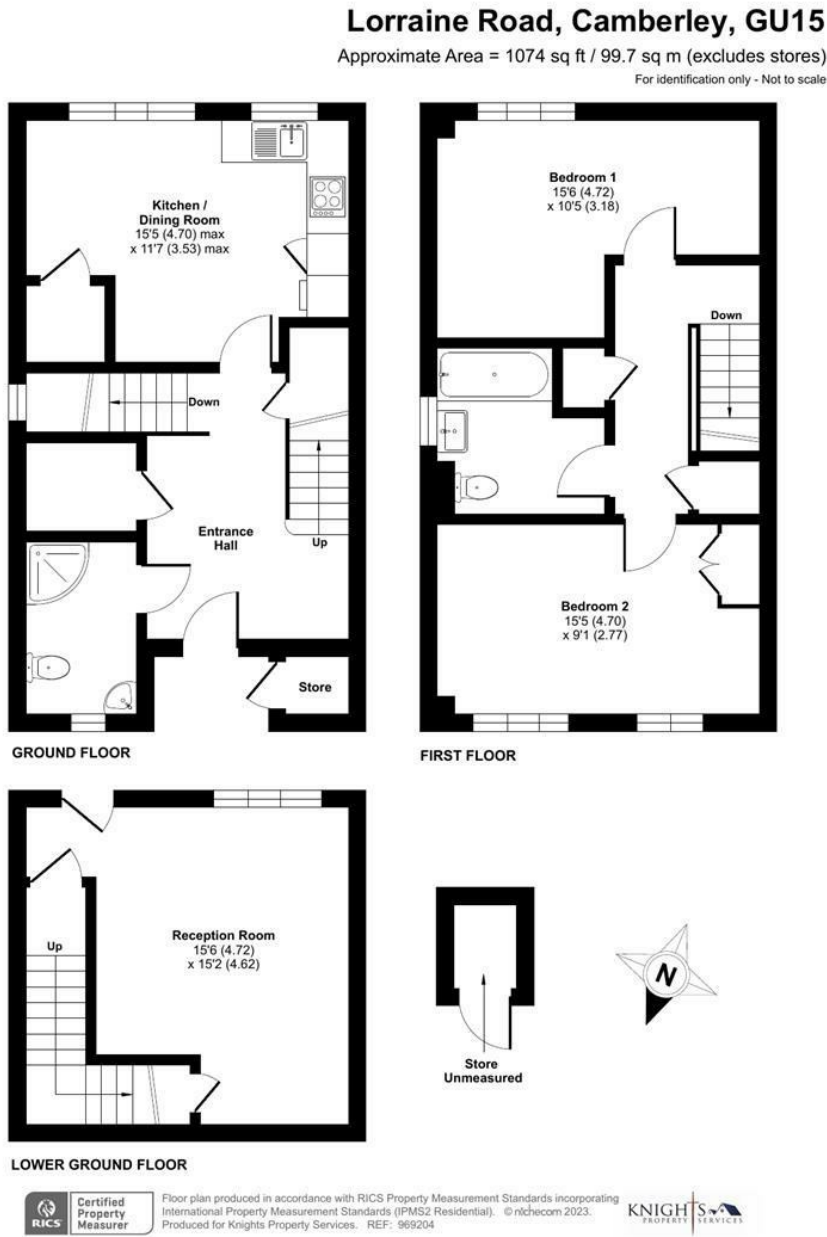 Lorraine Road, Camberley, GU15
Approximate Area = 1074 sq ft / 99.7 sq m (excludes stores)
For identification only - Not to scale
Kitchen /
Dining Room
15'5 (4.70) max
x 11'7 (3.53) max
Down
Entrance
Hall
Up
Store
GROUND FLOOR
Bedroom 1
15'6 (4.72)
x 10'5 (3.18)
Down
Bedroom 2
15'5 (4.70)
x 9'1 (2.77)
FIRST FLOOR
Up
Reception Room
15'6 (4.72)
x 15'2 (4.62)
LOWER GROUND FLOOR
Store
Unmeasured
N
RICS
Certified
Property
Measurer
Floor plan produced in accordance with RICS Property Measurement Standards incorporating
International Property Measurement Standards (IPMS2 Residential). © nichecom 2023.
Produced for Knights Property Services. REF: 969204
KNIGHTS
PROPERTY SERVICES